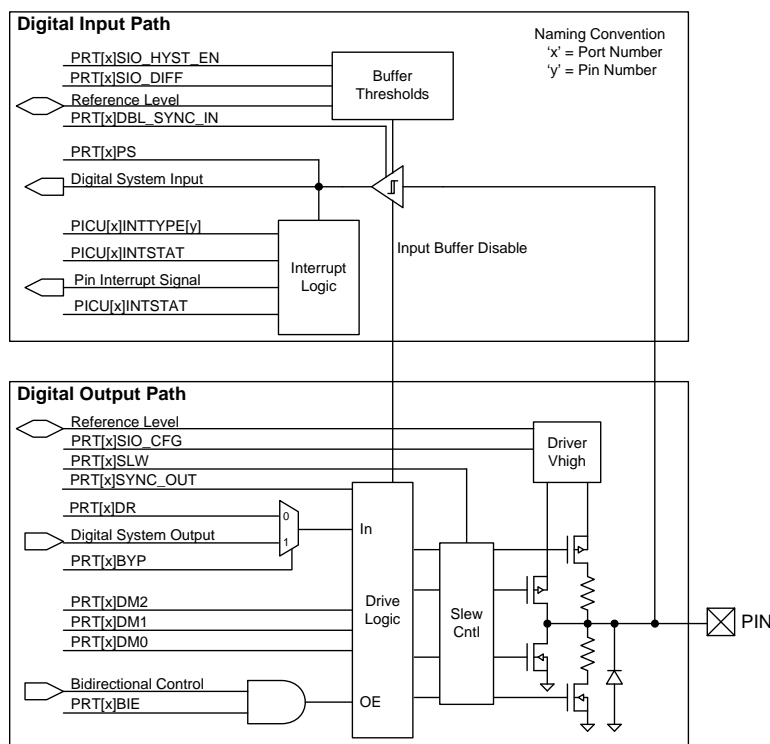 Digital Input Path
Naming Convention
‘x’ = Port Number
‘y’ = Pin Number
PRT[x]SIO_HYST_EN
PRT[x]SIO_DIFF
Reference Level
PRT[x]DBL_SYNC_IN
Buffer
Thresholds
PRT[x]PS
Digital System Input
PICU[x]INTTYPE[y]
PICU[x]INTSTAT
Pin Interrupt Signal
PICU[x]INTSTAT
Interrupt
Logic
Input Buffer Disable
Digital Output Path
Reference Level
PRT[x]SIO_CFG
PRT[x]SLW
PRT[x]SYNC_OUT
Driver
Vhigh
PRT[x]DR
Digital System Output
PRT[x]BYP
0
1
In
PRT[x]DM2
PRT[x]DM1
PRT[x]DM0
Drive
Logic
Slew
Cntl
PIN
Bidirectional Control
PRT[x]BIE
OE